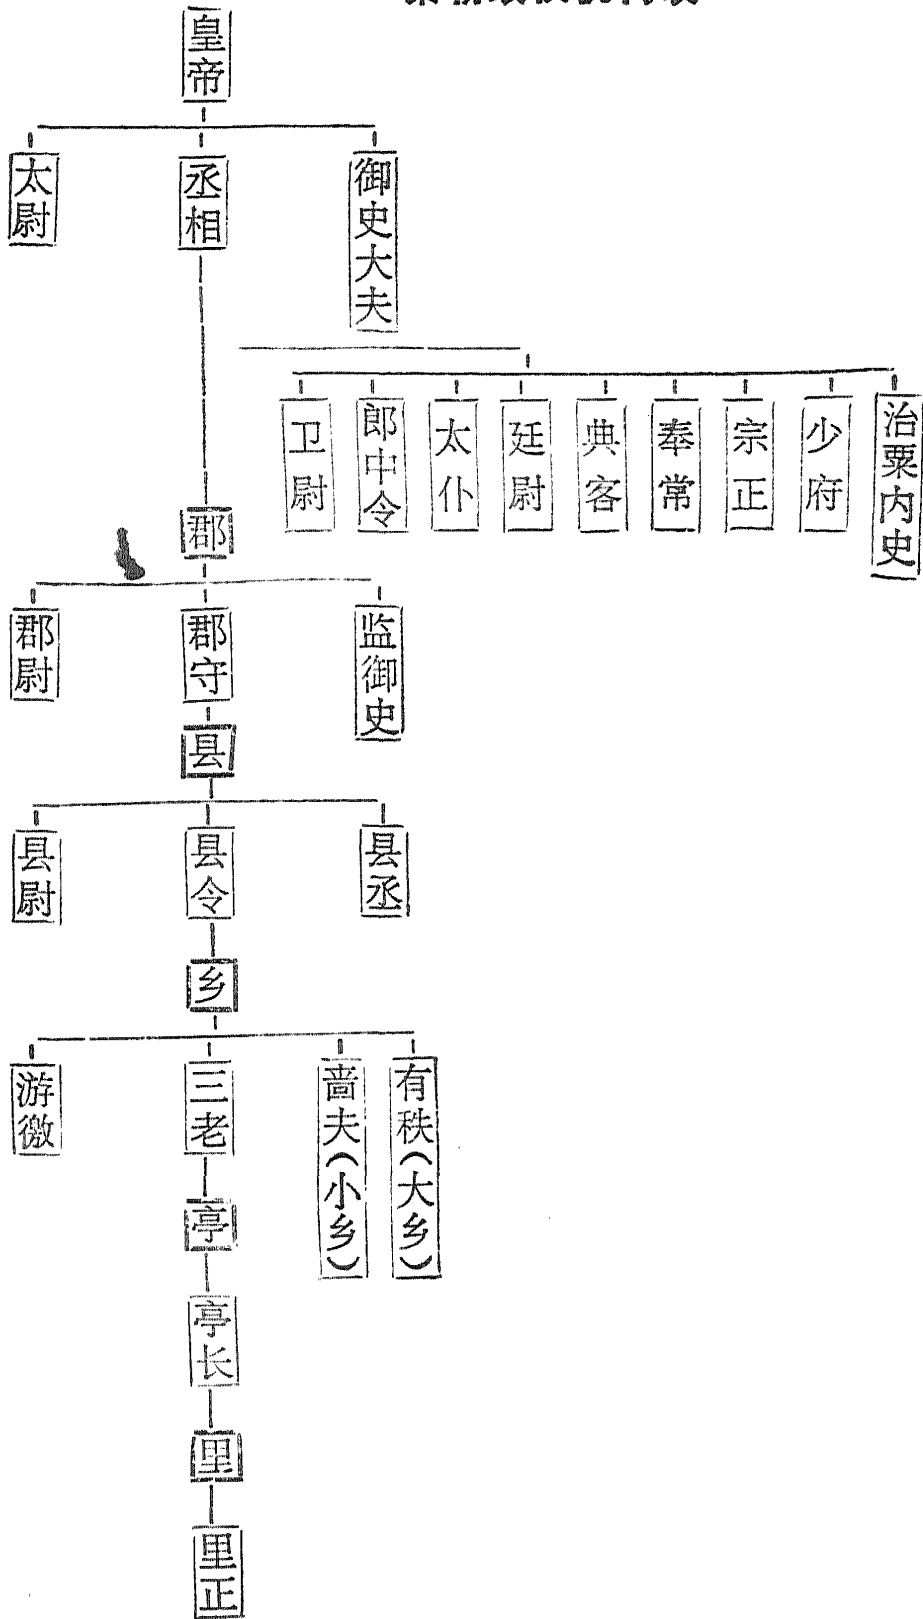 皇帝
太尉
丞相
御史大夫
卫尉
郎中令
太仆
廷尉
典客
奉常
宗正
少府
治粟内史
郡
郡尉
郡守
监御史
县
县尉
县令
县丞
乡
游徼
三老
啬夫(小乡)
有秩(大乡)
亭
亭长
里
里正